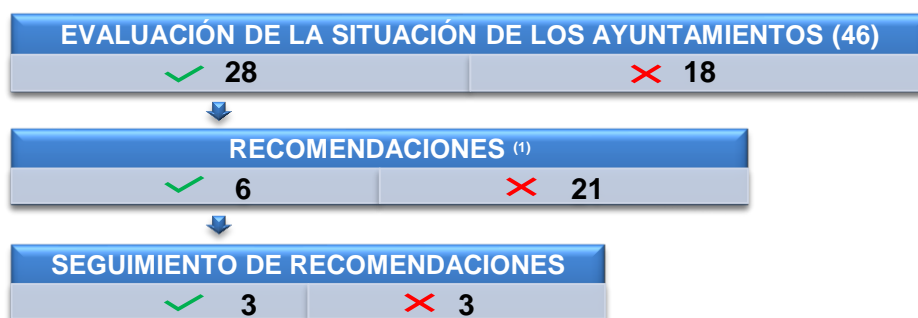 EVALUACIÓN DE LA SITUACIÓN DE LOS AYUNTAMIENTOS (46)
28 18
RECOMENDACIONES (1)
6 21
SEGUIMIENTO DE RECOMENDACIONES
3 3